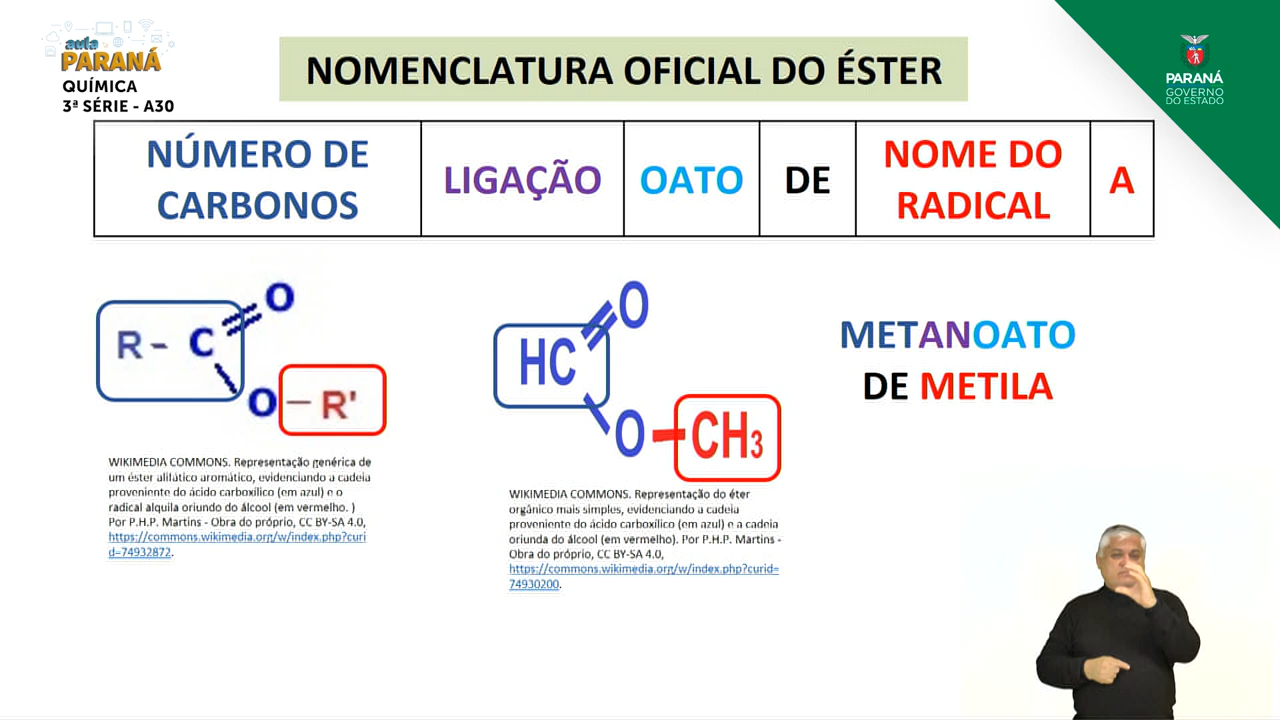 aula
PARANÁ
QUÍMICA
3ª SÉRIE - A30
NOMENCLATURA OFICIAL DO ÉSTER
PARANÁ
GOVERNO
DO ESTADO
NÚMERO DE
CARBONOS
LIGAÇÃO
OATO
DE
NOME DO
RADICAL
A
R - C
O
O - R'
HC
O
O - CH₃
METANOATO
DE METILA
WIKIMEDIA COMMONS. Representação genérica de
um éster alifático aromático, evidenciando a cadeia
proveniente do ácido carboxílico (em azul) e o
radical alquila oriundo do álcool (em vermelho. )
Por P.H.P. Martins - Obra do próprio, CC BY-SA 4.0,
https://commons.wikimedia.org/w/index.php?curi
d=74932872.
WIKIMEDIA COMMONS. Representação do éter
orgânico mais simples, evidenciando a cadeia
proveniente do ácido carboxílico (em azul) e a cadeia
oriunda do álcool (em vermelho). Por P.H.P. Martins -
Obra do próprio, CC BY-SA 4.0,
https://commons.wikimedia.org/w/index.php?curid=
74930200.